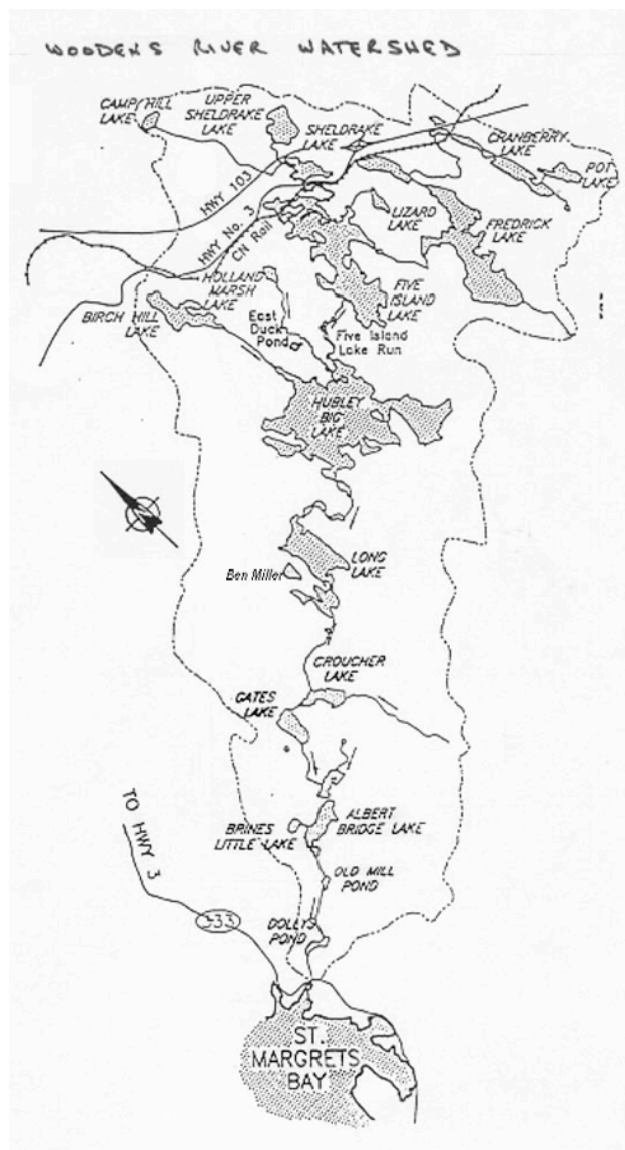 WOODENS RIVER WATERSHED
CAMP HILL
LAKE
UPPER
SHELDRAKE
LAKE
SHELDRAKE
LAKE
CRANBERRY
LAKE
POT
LAKE
HWY 103
HWY No. 3
CN Rail
LIZARD
LAKE
FREDRICK
LAKE
HOLLAND
MARSH
LAKE
BIRCH HILL
LAKE
East
Duck
Pond
FIVE
ISLAND
LAKE
Five Island
Lake Run
HUBLEY
BIG
LAKE
LONG
LAKE
Ben Miller
CROUCHER
LAKE
GATES
LAKE
TO HWY 3
BRINES
LITTLE LAKE
ALBERT
BRIDGE LAKE
OLD MILL
POND
333
DOLLYS
POND
ST.
MARGRETS
BAY